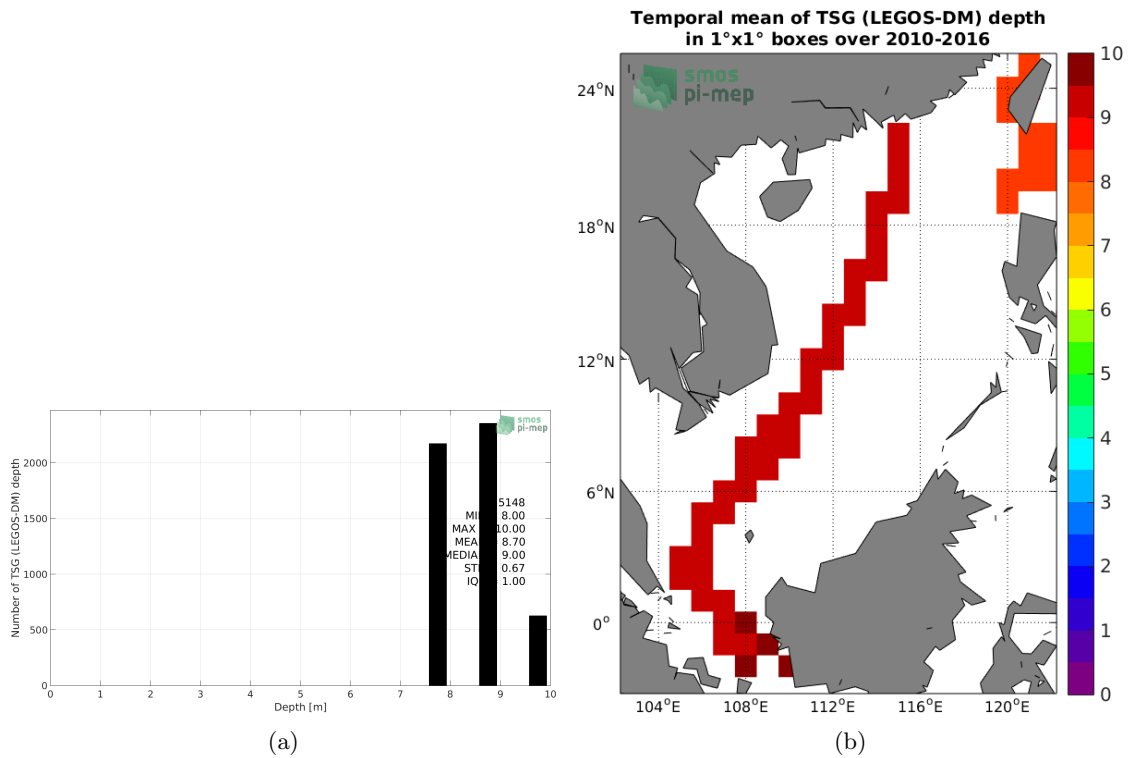 Temporal mean of TSG (LEGOS-DM) depth
in 1°x1° boxes over 2010-2016
smos
pi-mep
24°N
18°N
12°N
6°N
0°
104°E 108°E 112°E 116°E 120°E
10
9
8
7
6
5
4
3
2
1
0
smos
pi-mep
Number of TSG (LEGOS-DM) depth
2000
1500
1000
500
0
5148
8.00
MAX 10.00
8.70
MEDIAN 9.00
0.67
1.00
0 1 2 3 4 5 6 7 8 9 10
Depth [m]
(a)
(b)